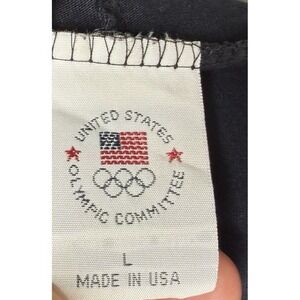 UNITED STATES
OLYMPIC COMMITTEE
L
MADE IN USA